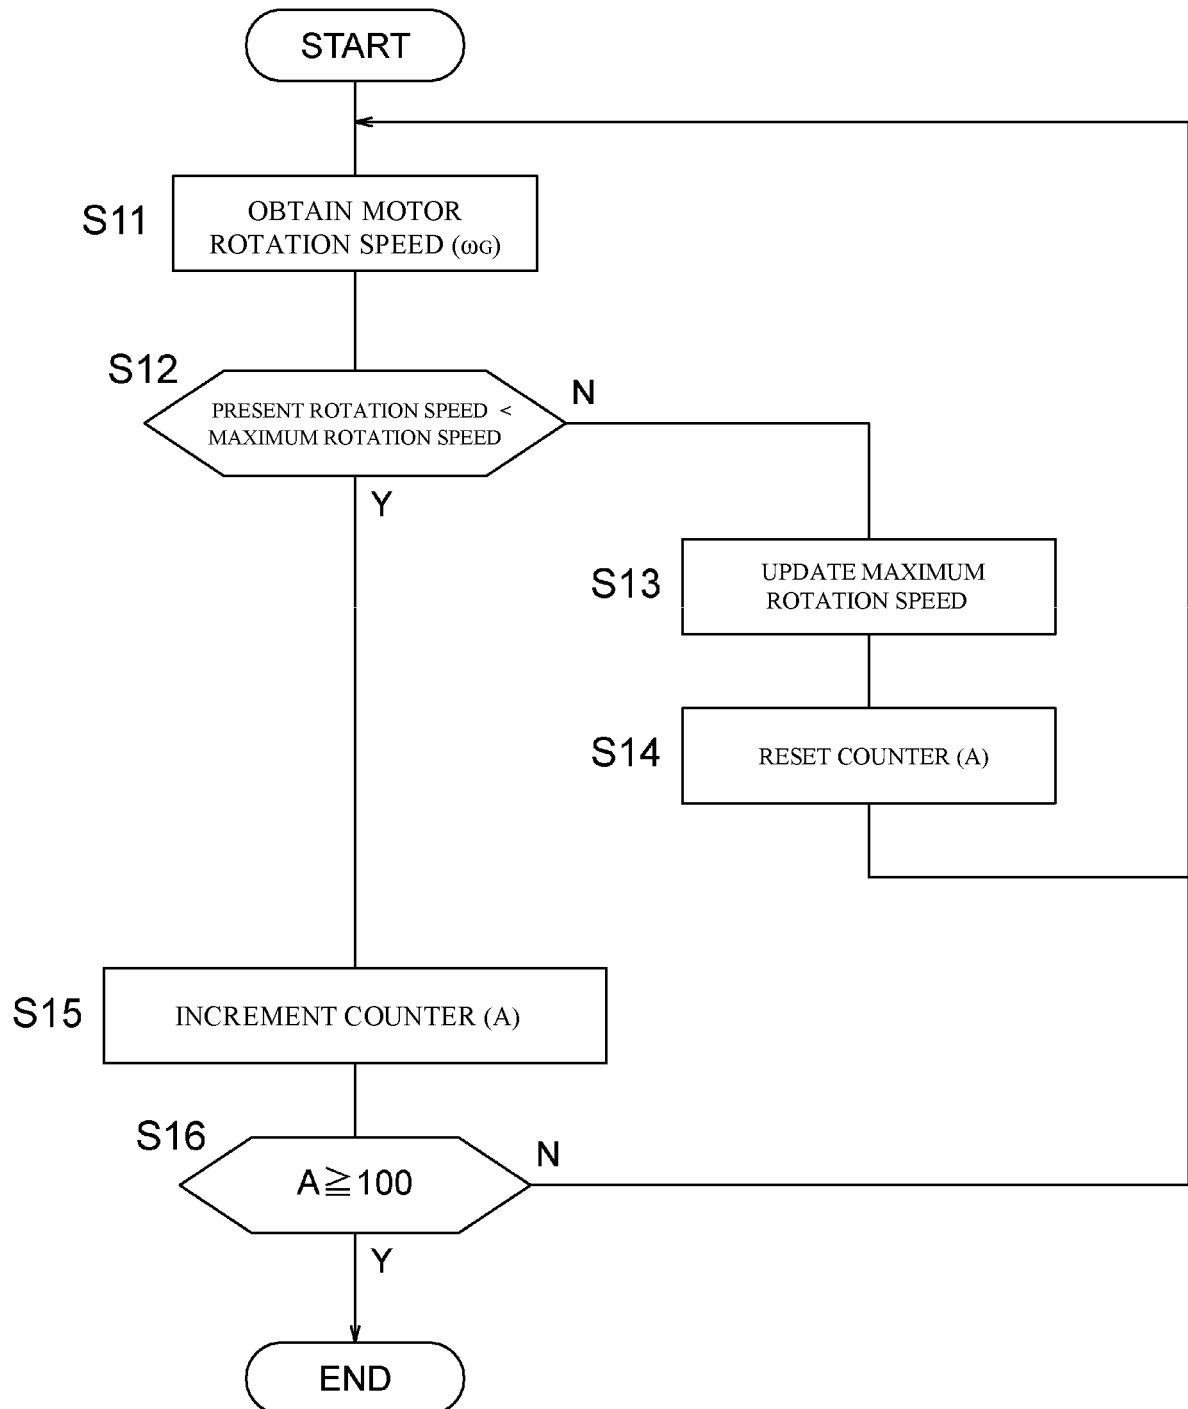 START
S11
OBTAIN MOTOR
ROTATION SPEED (ωG)
S12
PRESENT ROTATION SPEED <
MAXIMUM ROTATION SPEED
N
Y
S13
UPDATE MAXIMUM
ROTATION SPEED
S14
RESET COUNTER (A)
S15
INCREMENT COUNTER (A)
S16
A≧100
N
Y
END